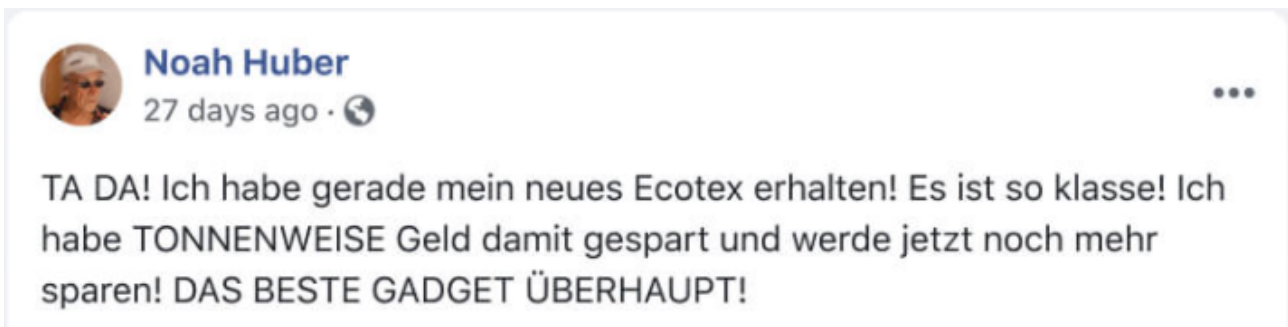 Noah Huber
27 days ago ·
TA DA! Ich habe gerade mein neues Ecotex erhalten! Es ist so klasse! Ich
habe TONNENWEISE Geld damit gespart und werde jetzt noch mehr
sparen! DAS BESTE GADGET ÜBERHAUPT!